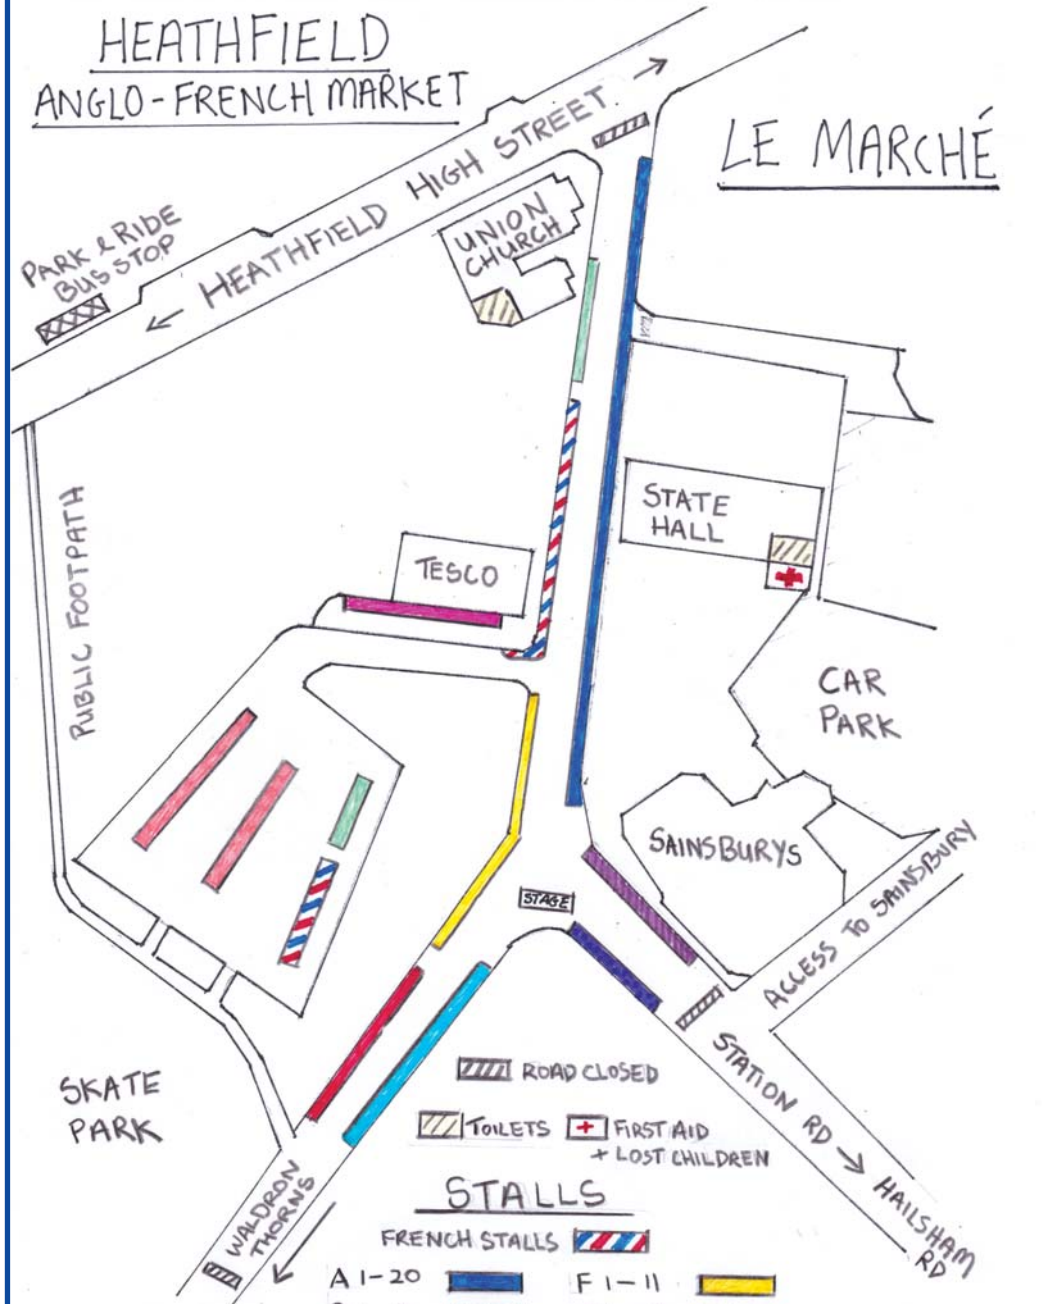 HEATHFIELD
ANGLO-FRENCH MARKET
LE MARCHÉ
HEATHFIELD HIGH STREET
PARK & RIDE
BUS STOP
UNION
CHURCH
STATE
HALL
TESCO
PUBLIC FOOTPATH
CAR
PARK
SAINSBURYS
STAGE
ACCESS TO SAINSBURY
SKATE
PARK
STATION RD → HAILSHAM
RD
WALDRON
THORNS
ROAD CLOSED
TOILETS
FIRST AID
+ LOST CHILDREN
STALLS
FRENCH STALLS
A 1-20
F 1-11